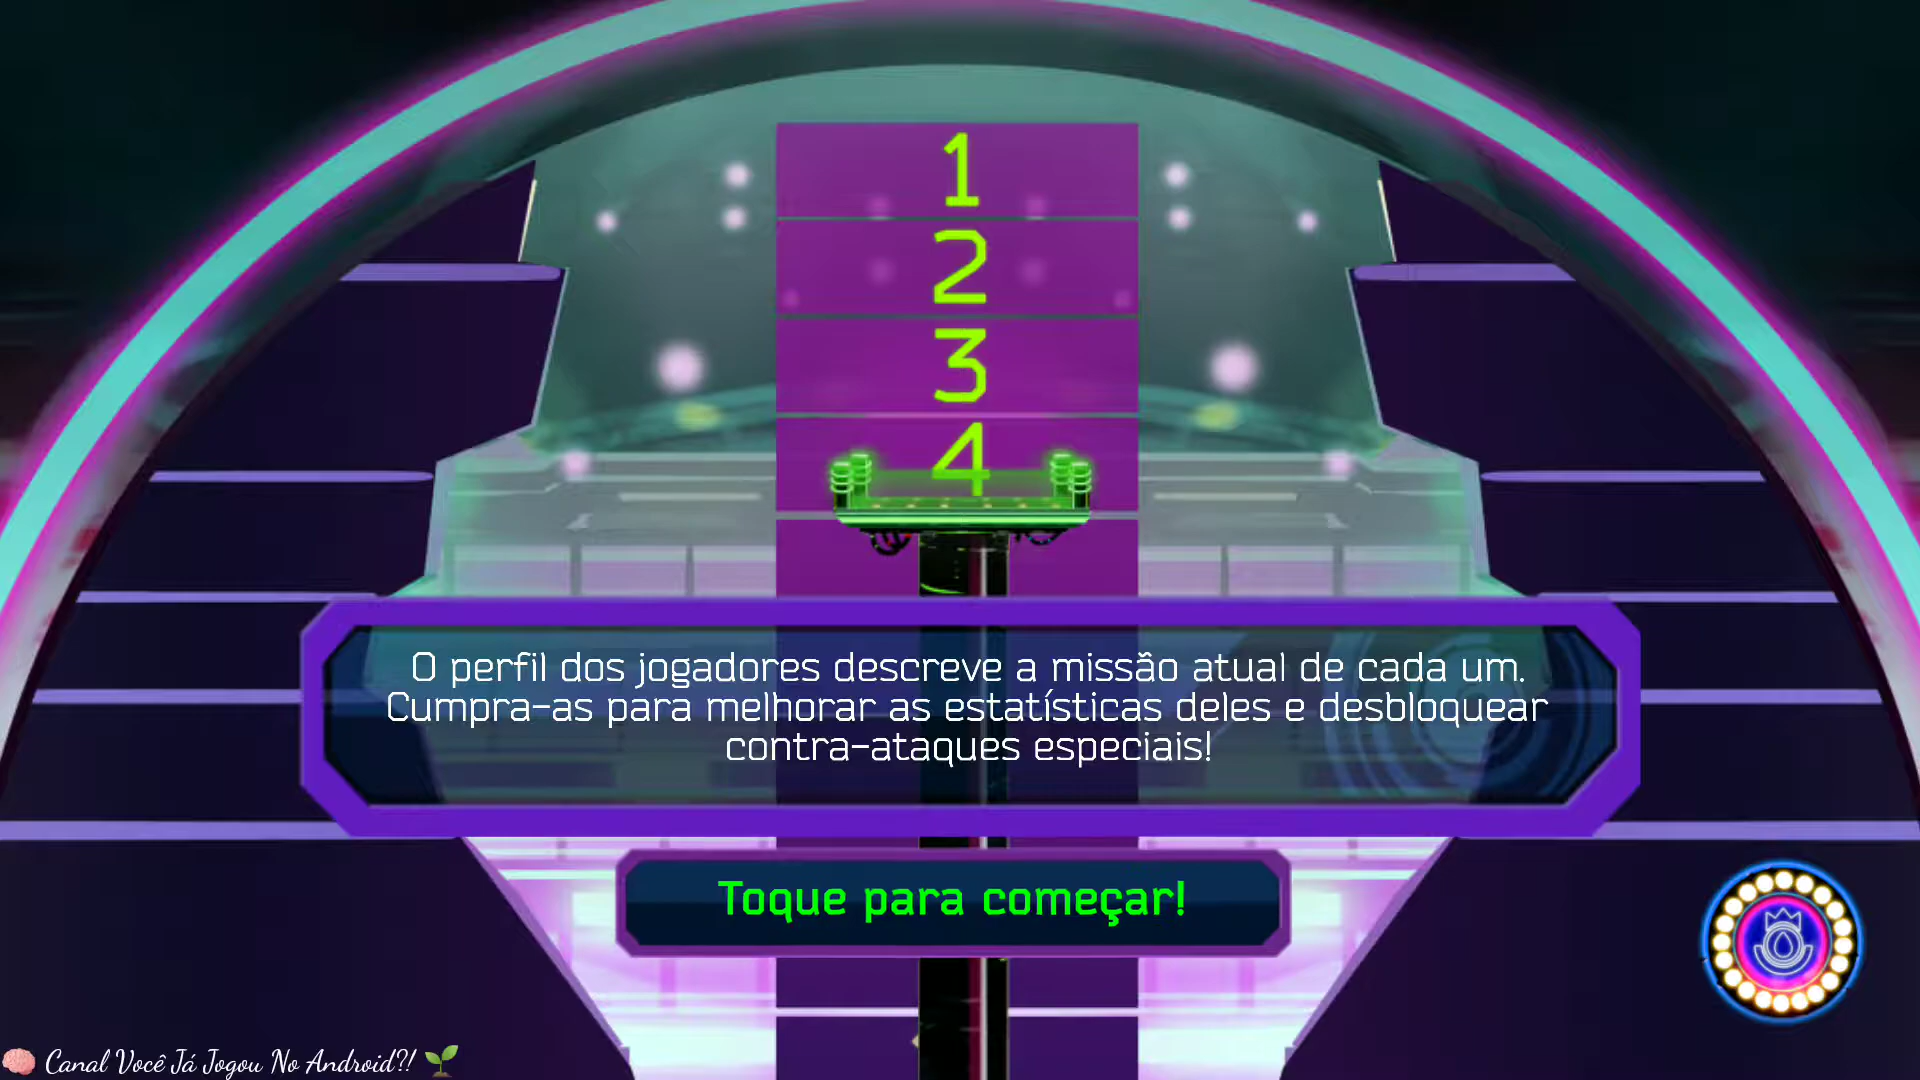 1
2
3
4
O perfil dos jogadores descreve a missão atual de cada um.
Cumpra-as para melhorar as estatísticas deles e desbloquear
contra-ataques especiais!
Toque para começar!
Canal Você Já Jogou No Android?!